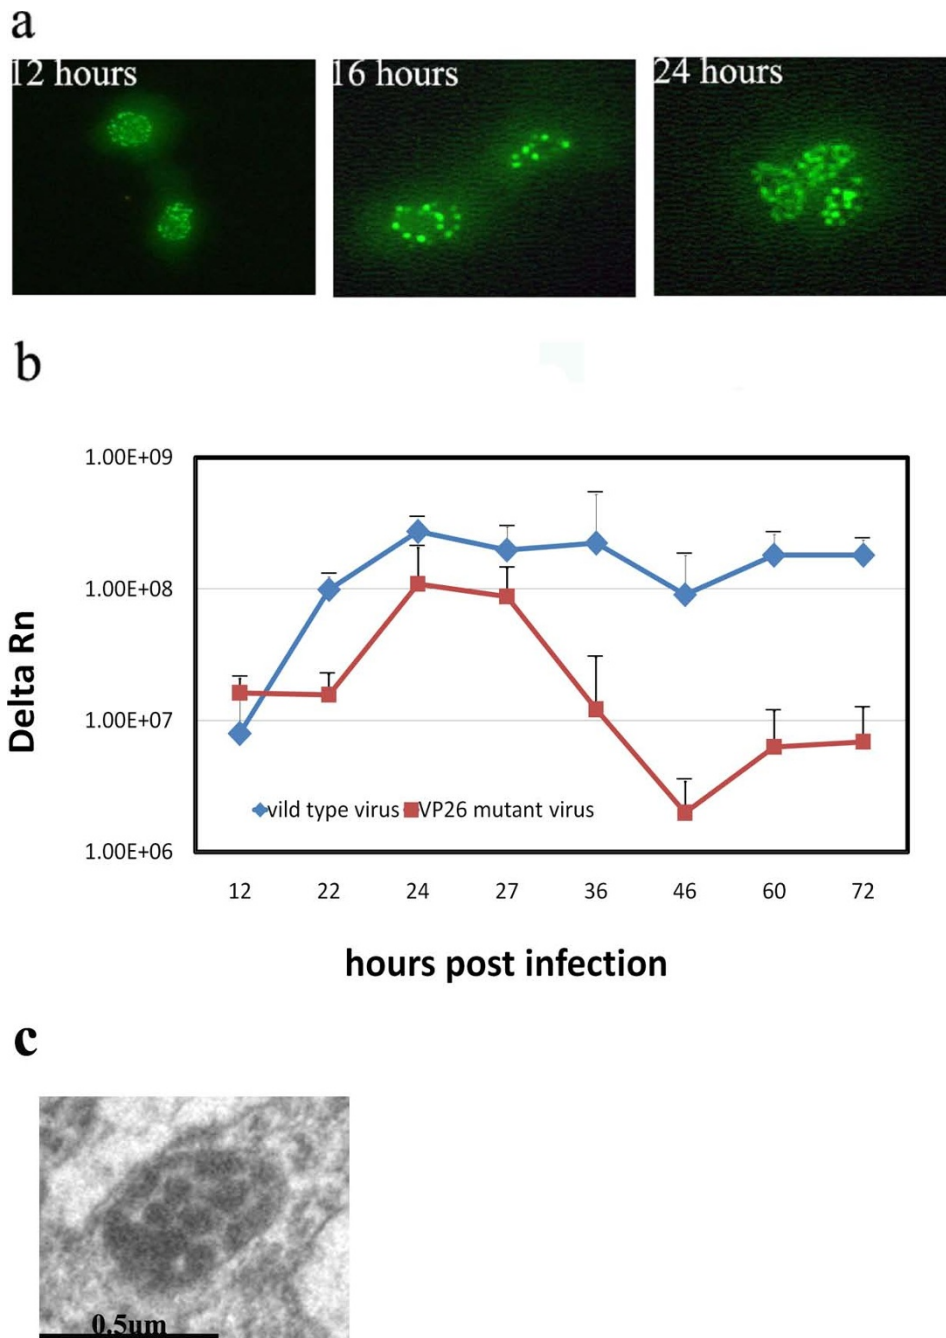 a
12 hours
16 hours
24 hours
b
1.00E+09
1.00E+08
1.00E+07
1.00E+06
Delta Rn
vild type virus VP26 mutant virus
12 22 24 27 36 46 60 72
hours post infection
c
0.5um